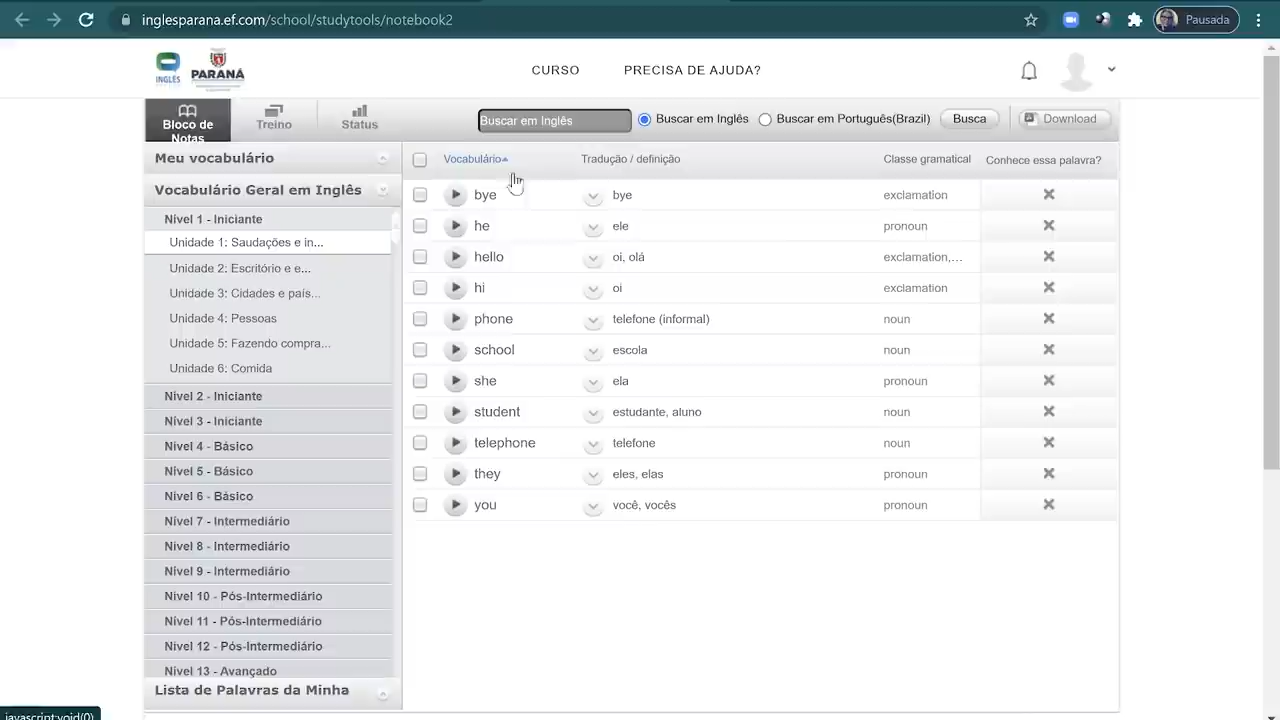 inglesparana.ef.com/school/studytools/notebook2
Pausada
INGLÊS
PARANÁ
CURSO
PRECISA DE AJUDA?
Bloco de
Notas
Treino
Status
Buscar em Inglês
Buscar em Inglês
Buscar em Português(Brazil)
Busca
Download
Meu vocabulário
Vocabulário Geral em Inglês
Nível 1 - Iniciante
Unidade 1: Saudações e in...
Unidade 2: Escritório e e...
Unidade 3: Cidades e país...
Unidade 4: Pessoas
Unidade 5: Fazendo compra...
Unidade 6: Comida
Nível 2 - Iniciante
Nível 3 - Iniciante
Nível 4 - Básico
Nível 5 - Básico
Nível 6 - Básico
Nível 7 - Intermediário
Nível 8 - Intermediário
Nível 9 - Intermediário
Nível 10 - Pós-Intermediário
Nível 11 - Pós-Intermediário
Nível 12 - Pós-Intermediário
Nível 13 - Avançado
Lista de Palavras da Minha
Vocabulário Tradução / definição Classe gramatical Conhece essa palavra?
bye bye exclamation
he ele pronoun
hello oi, olá exclamation,...
hi oi exclamation
phone telefone (informal) noun
school escola noun
she ela pronoun
student estudante, aluno noun
telephone telefone noun
they eles, elas pronoun
you você, vocês pronoun
javascript:void(0)